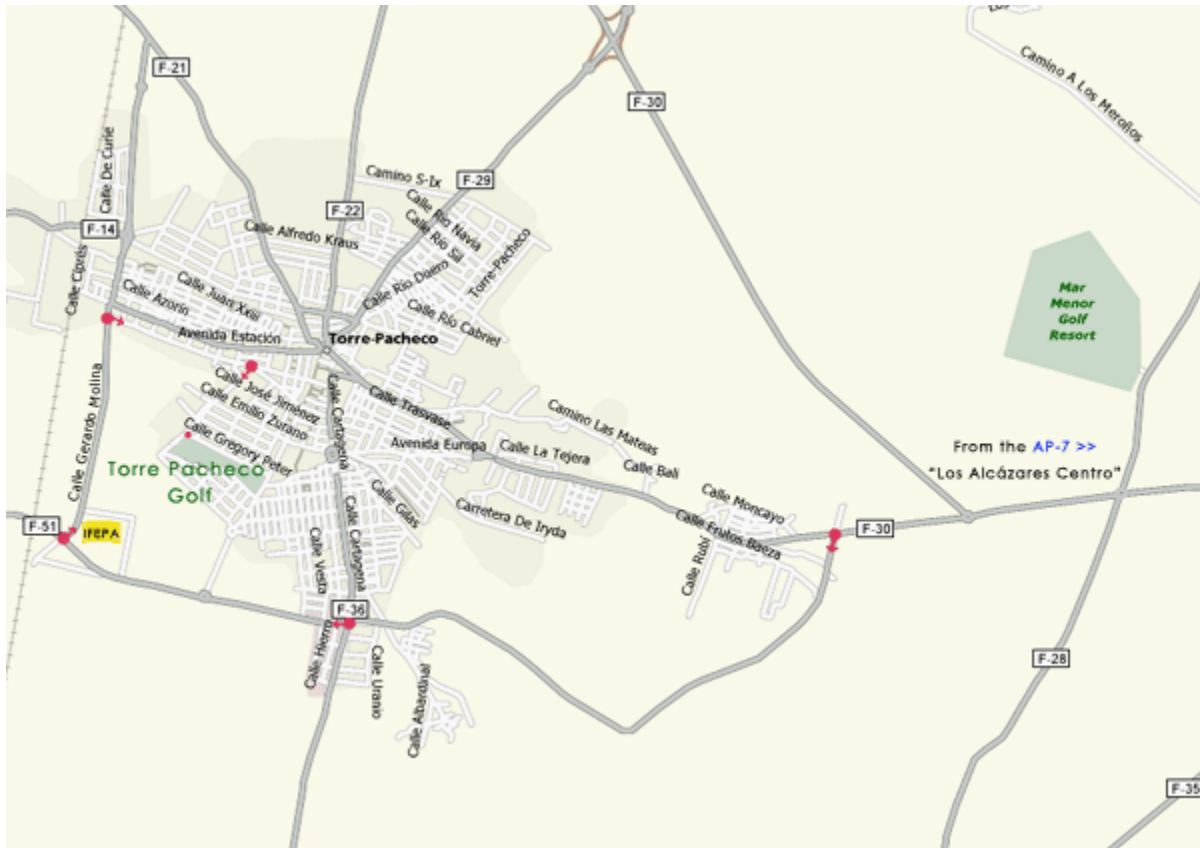 F-21
F-30
Camino A Los Meroños
Calle De Curie
Camino S-Ix
F-29
Calle Río Navia
F-22
Calle Río Sil
F-14
Calle Alfredo Kraus
Torre-Pacheco
Calle Ciprés
Calle Juan Xxiii
Calle Río Duero
Calle Azorín
Mar
Menor
Golf
Resort
Calle Río Cabriel
Avenida Estación
Torre-Pacheco
Calle José Jiménez
Calle Gerardo Molina
Calle Emilio Zurano
Calle Cartagena
Calle Trasvase
Camino Las Mateas
Calle Gregory Peter
Avenida Europa
Calle La Tejera
From the AP-7 >>
Calle Bali
"Los Alcázares Centro"
Torre Pacheco
Golf
Calle Gilas
Calle Moncayo
Carretera De Iryda
Calle Cartagena
F-51
IFEPA
Calle Frutos Baeza
F-30
Calle Vesta
Calle Rubí
F-36
Calle Hierro
Calle Uranio
F-28
Calle Albardinal
F-35